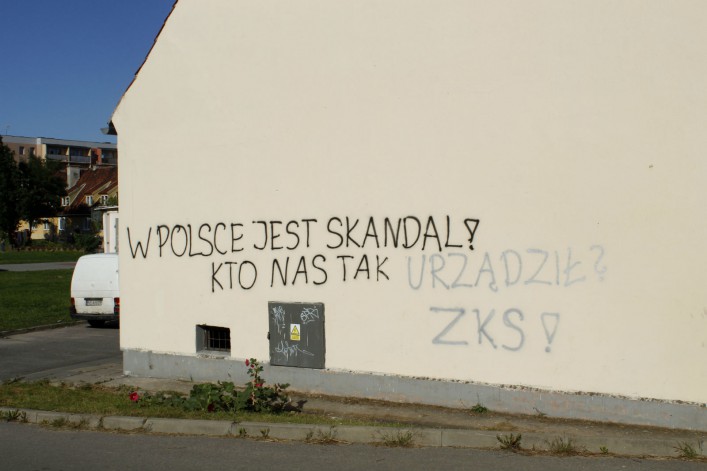 W POLSCE JEST SKANDAL!
KTO NAS TAK URZĄDZIŁ?
ZKS!